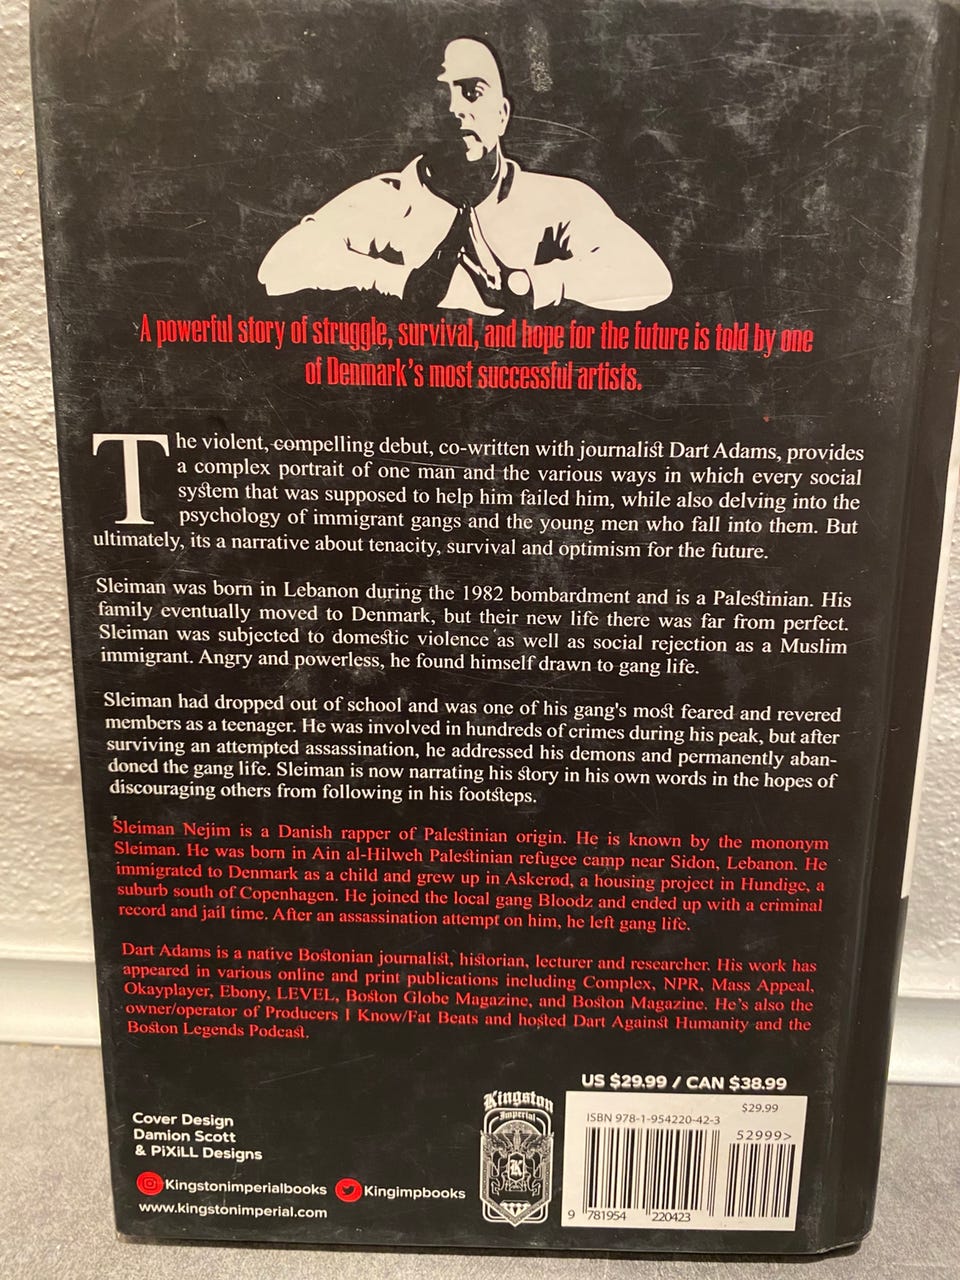 A powerful story of struggle, survival, and hope for the future is told by one
of Denmark's most successful artists.
The violent, compelling debut, co-written with journalist Dart Adams, provides
a complex portrait of one man and the various ways in which every social
system that was supposed to help him failed him, while also delving into the
psychology of immigrant gangs and the young men who fall into them. But
ultimately, its a narrative about tenacity, survival and optimism for the future.
Sleiman was born in Lebanon during the 1982 bombardment and is a Palestinian. His
family eventually moved to Denmark, but their new life there was far from perfect.
Sleiman was subjected to domestic violence as well as social rejection as a Muslim
immigrant. Angry and powerless, he found himself drawn to gang life.
Sleiman had dropped out of school and was one of his gang's most feared and revered
members as a teenager. He was involved in hundreds of crimes during his peak, but after
surviving an attempted assassination, he addressed his demons and permanently aban-
doned the gang life. Sleiman is now narrating his story in his own words in the hopes of
discouraging others from following in his footsteps.
Sleiman Nejim is a Danish rapper of Palestinian origin. He is known by the mononym
Sleiman. He was born in Ain al-Hilweh Palestinian refugee camp near Sidon, Lebanon. He
immigrated to Denmark as a child and grew up in Askerød, a housing project in Hundige, a
suburb south of Copenhagen. He joined the local gang Bloodz and ended up with a criminal
record and jail time. After an assassination attempt on him, he left gang life.
Dart Adams is a native Bostonian journalist, historian, lecturer and researcher. His work has
appeared in various online and print publications including Complex, NPR, Mass Appeal,
Okayplayer, Ebony, LEVEL, Boston Globe Magazine, and Boston Magazine. He's also the
owner/operator of Producers I Know/Fat Beats and hosted Dart Against Humanity and the
Boston Legends Podcast.
US $29.99 / CAN $38.99
Cover Design
Damion Scott
& PiXiLL Designs
Kingstonimperialbooks Kingimpbooks
www.kingstonimperial.com
Kingston
Imperial
K
$29.99
ISBN 978-1-954220-42-3
52999>
9 781954 220423